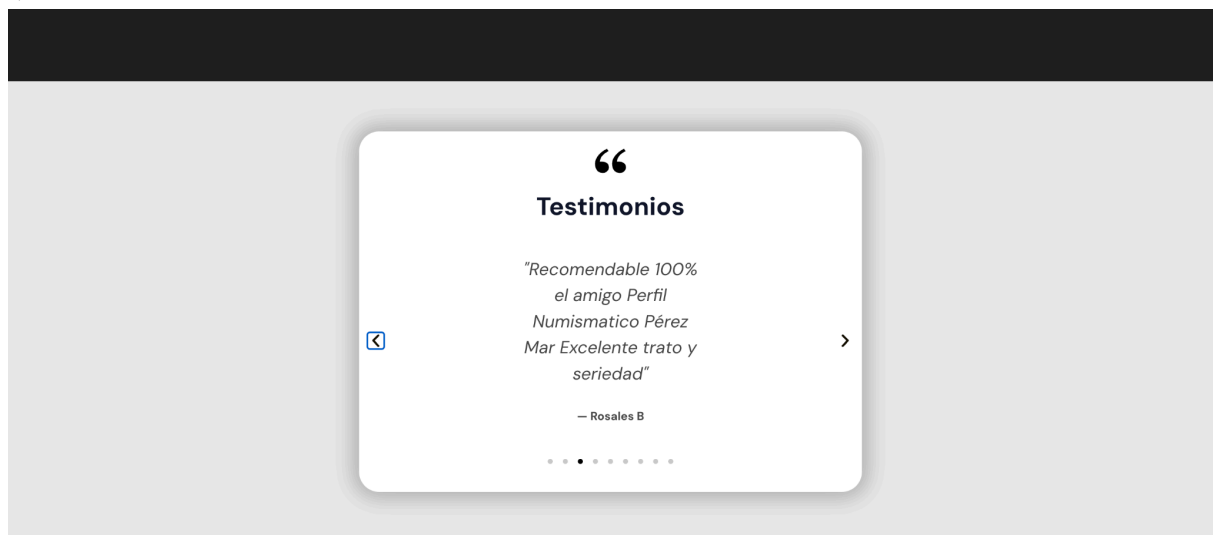 “
Testimonios
"Recomendable 100%
el amigo Perfil
Numismatico Pérez
Mar Excelente trato y
seriedad"
— Rosales B